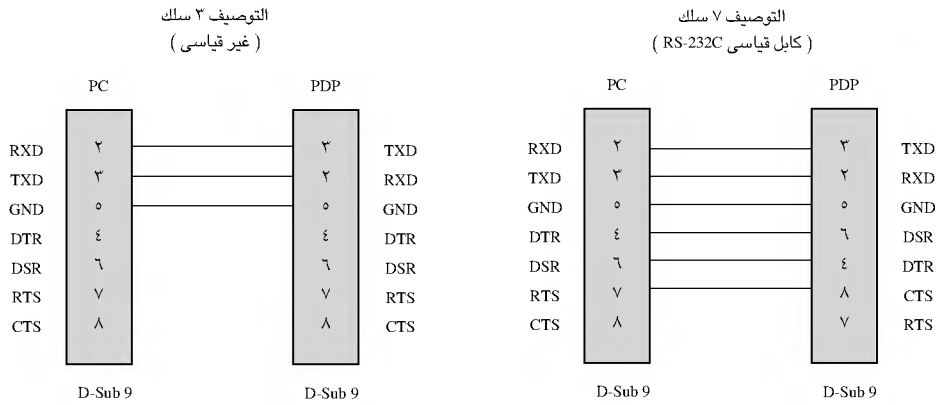 التوصيف ٧ سلك
( كابل قياسى RS-232C )
PC PDP
RXD ٢ ٣ TXD
TXD ٣ ٢ RXD
GND ٥ ٥ GND
DTR ٤ ٦ DSR
DSR ٦ ٤ DTR
RTS ٧ ٨ CTS
CTS ٨ ٧ RTS
D-Sub 9 D-Sub 9
التوصيف ٣ سلك
( غير قياسى )
PC PDP
RXD ٢ ٣ TXD
TXD ٣ ٢ RXD
GND ٥ ٥ GND
DTR ٤ ٤ DTR
DSR ٦ ٦ DSR
RTS ٧ ٧ RTS
CTS ٨ ٨ CTS
D-Sub 9 D-Sub 9